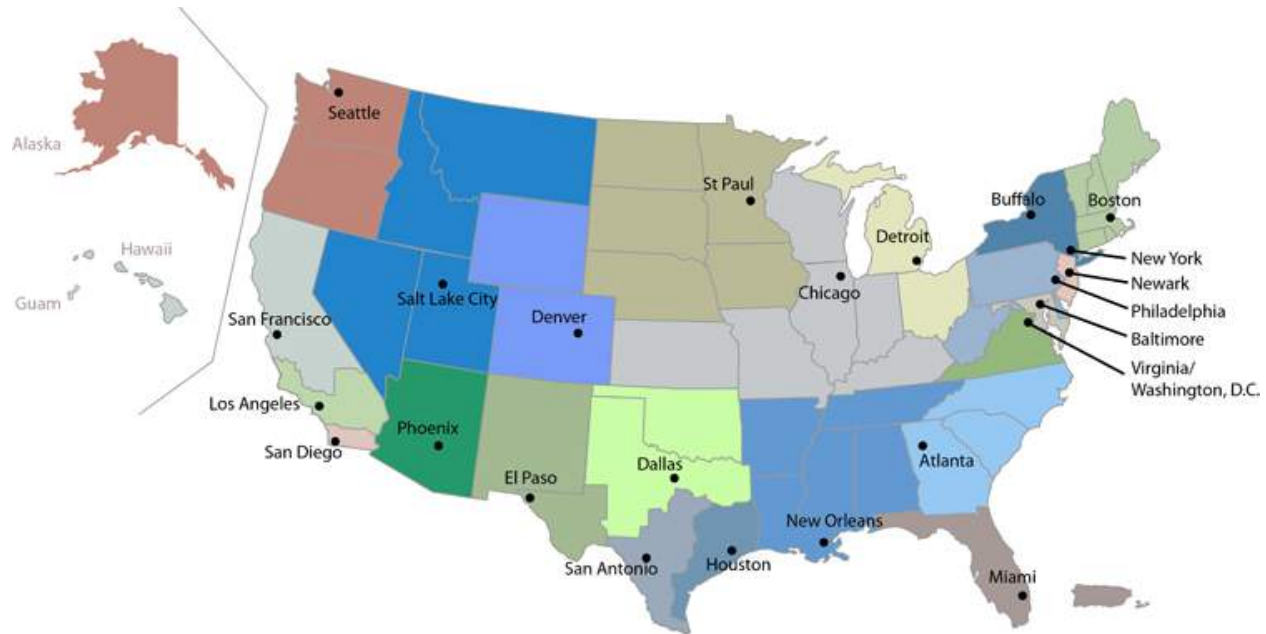 Alaska
Hawaii
Guam
Seattle
San Francisco
Los Angeles
San Diego
Salt Lake City
Phoenix
Denver
El Paso
Dallas
San Antonio
Houston
St Paul
Chicago
Detroit
New Orleans
Atlanta
Miami
Buffalo
Boston
New York
Newark
Philadelphia
Baltimore
Virginia/
Washington, D.C.